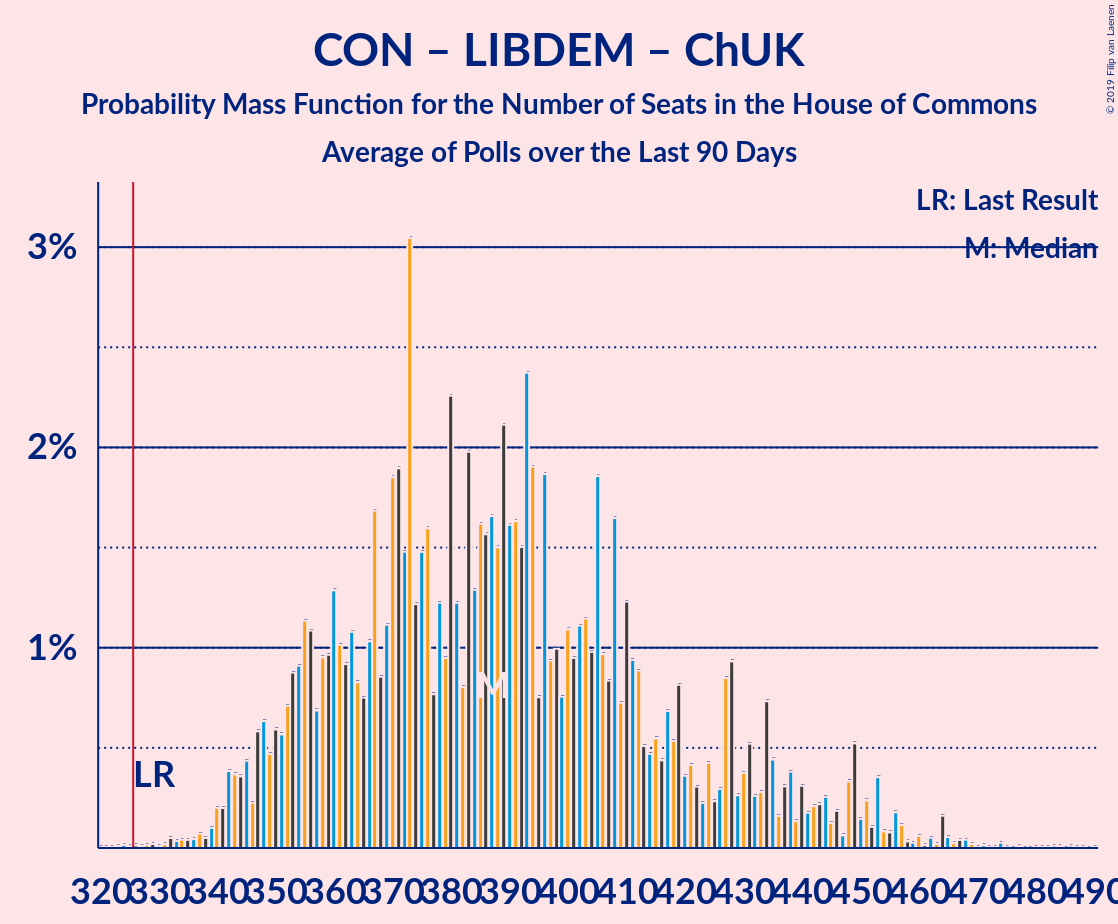 CON – LIBDEM – ChUK
Probability Mass Function for the Number of Seats in the House of Commons
Average of Polls over the Last 90 Days
© 2019 Filip van Laenen
LR: Last Result
M: Median
3%
2%
1%
LR
M
320 330 340 350 360 370 380 390 400 410 420 430 440 450 460 470 480 490